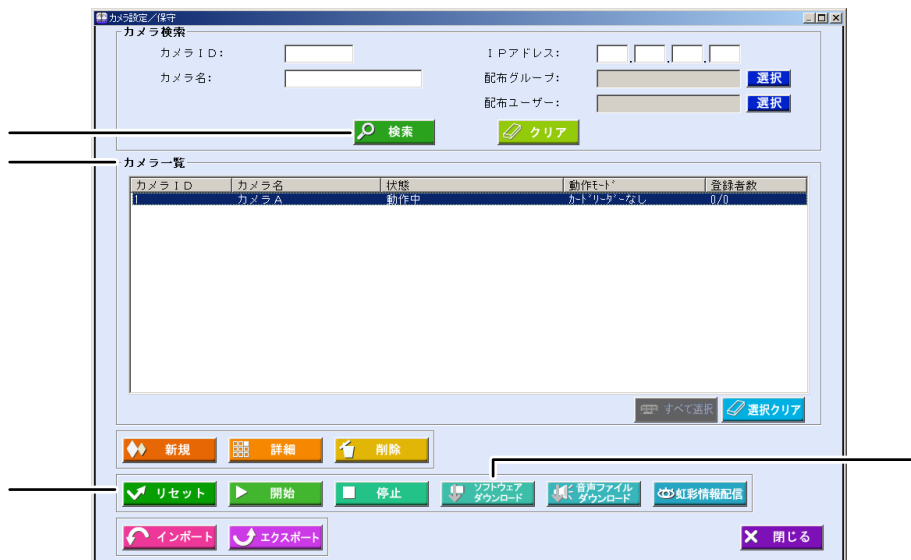 カメラ設定／保守
カメラ検索
カメラＩＤ:
ＩＰアドレス:
. . .
カメラ名:
配布グループ:
選択
配布ユーザー:
選択
検索
クリア
カメラ一覧
カメラＩＤ カメラ名 状態 動作ﾓｰﾄﾞ 登録者数
1 カメラＡ 動作中 ｶｰﾄﾞﾘｰﾀﾞｰなし 0/0
すべて選択
選択クリア
新規
詳細
削除
リセット
開始
停止
ソフトウェア
ダウンロード
音声ファイル
ダウンロード
虹彩情報配信
インポート
エクスポート
閉じる